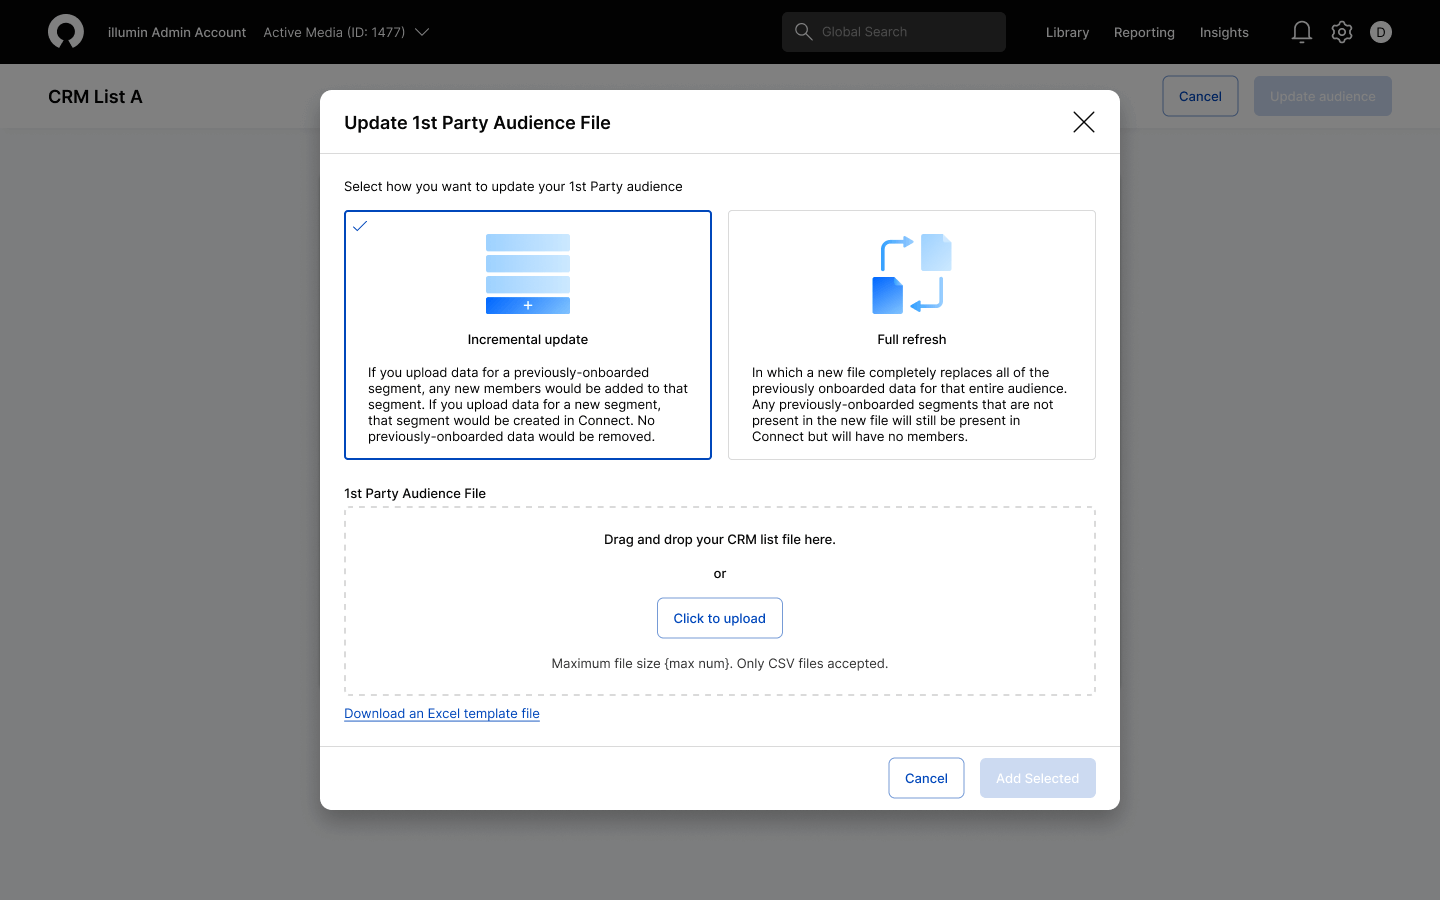 illumin Admin Account
Active Media (ID: 1477)
Global Search
Library
Reporting
Insights
D
CRM List A
Cancel
Update audience
Update 1st Party Audience File
Select how you want to update your 1st Party audience
Incremental update
If you upload data for a previously-onboarded
segment, any new members would be added to that
segment. If you upload data for a new segment,
that segment would be created in Connect. No
previously-onboarded data would be removed.
Full refresh
In which a new file completely replaces all of the
previously onboarded data for that entire audience.
Any previously-onboarded segments that are not
present in the new file will still be present in
Connect but will have no members.
1st Party Audience File
Drag and drop your CRM list file here.
or
Click to upload
Maximum file size {max num}. Only CSV files accepted.
Download an Excel template file
Cancel
Add Selected